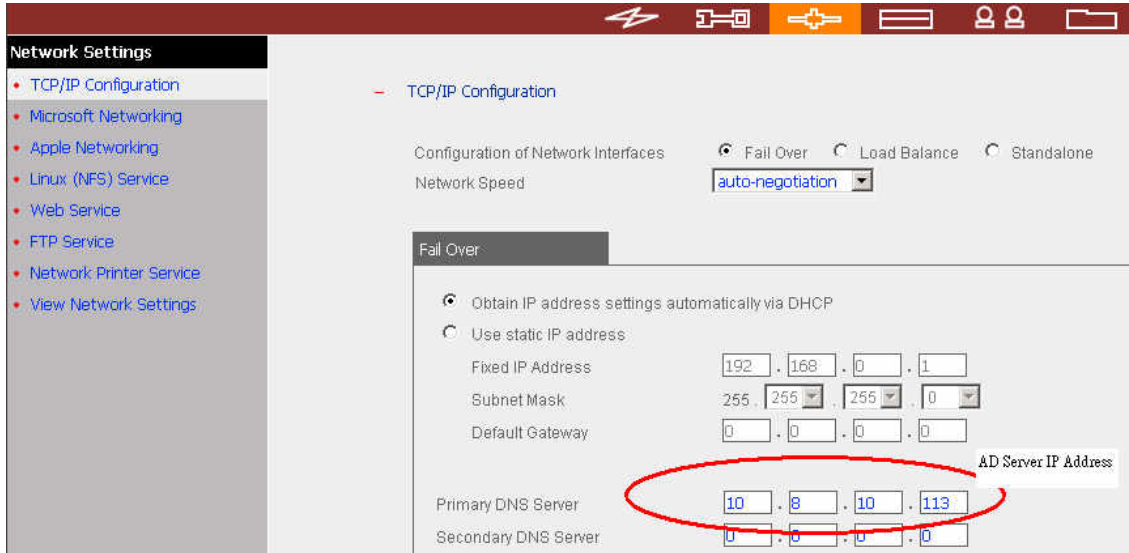 Network Settings
TCP/IP Configuration
Microsoft Networking
Apple Networking
Linux (NFS) Service
Web Service
FTP Service
Network Printer Service
View Network Settings
TCP/IP Configuration
Configuration of Network Interfaces Fail Over Load Balance Standalone
Network Speed auto-negotiation
Fail Over
Obtain IP address settings automatically via DHCP
Use static IP address
Fixed IP Address 192 . 168 . 0 . 1
Subnet Mask 255 . 255 . 255 . 0
Default Gateway 0 . 0 . 0 . 0
AD Server IP Address
Primary DNS Server 10 . 8 . 10 . 113
Secondary DNS Server 0 . 0 . 0 . 0